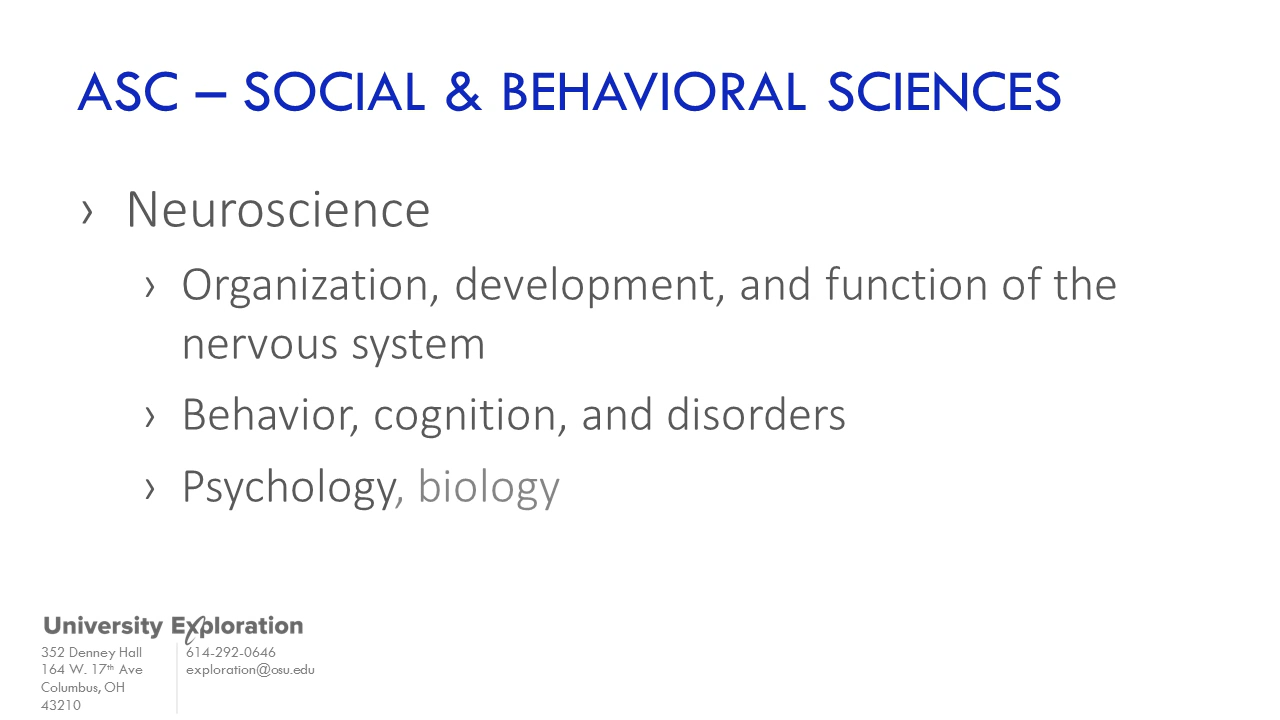 ASC – SOCIAL & BEHAVIORAL SCIENCES
› Neuroscience
› Organization, development, and function of the
nervous system
› Behavior, cognition, and disorders
› Psychology, biology
University Exploration
352 Denney Hall
164 W. 17th Ave
Columbus, OH
43210
614-292-0646
exploration@osu.edu